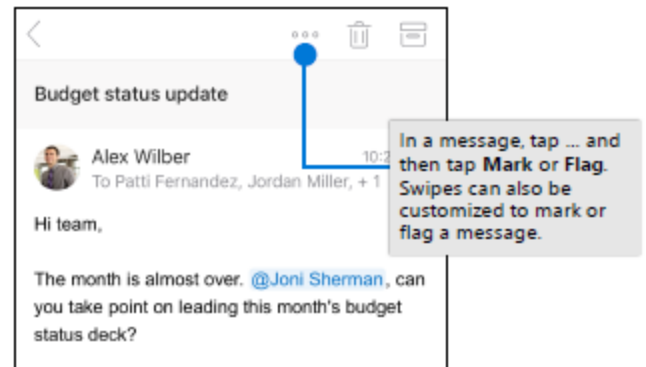 Budget status update
Alex Wilber
To Patti Fernandez, Jordan Miller, + 1
Hi team,
The month is almost over. @Joni Sherman, can
you take point on leading this month's budget
status deck?
In a message, tap ... and
then tap Mark or Flag.
Swipes can also be
customized to mark or
flag a message.